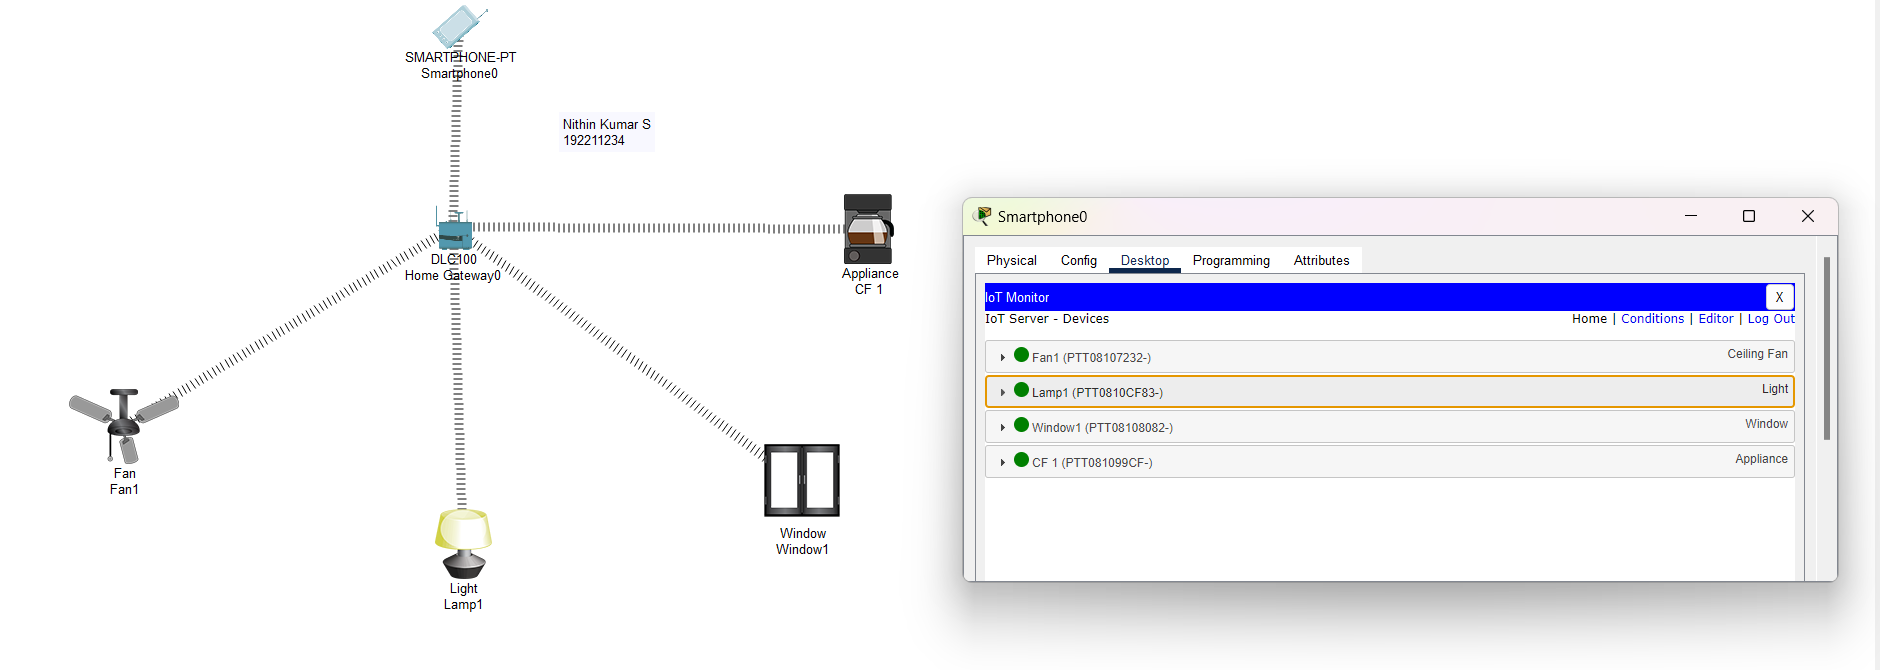 SMARTPHONE-PT
Smartphone0
Nithin Kumar S
192211234
DLC100
Home Gateway0
Appliance
CF 1
Fan
Fan1
Window
Window1
Light
Lamp1
Smartphone0
Physical Config Desktop Programming Attributes
IoT Monitor X
IoT Server - Devices Home | Conditions | Editor | Log Out
Fan1 (PTT08107232-) Ceiling Fan
Lamp1 (PTT0810CF83-) Light
Window1 (PTT08108082-) Window
CF 1 (PTT081099CF-) Appliance